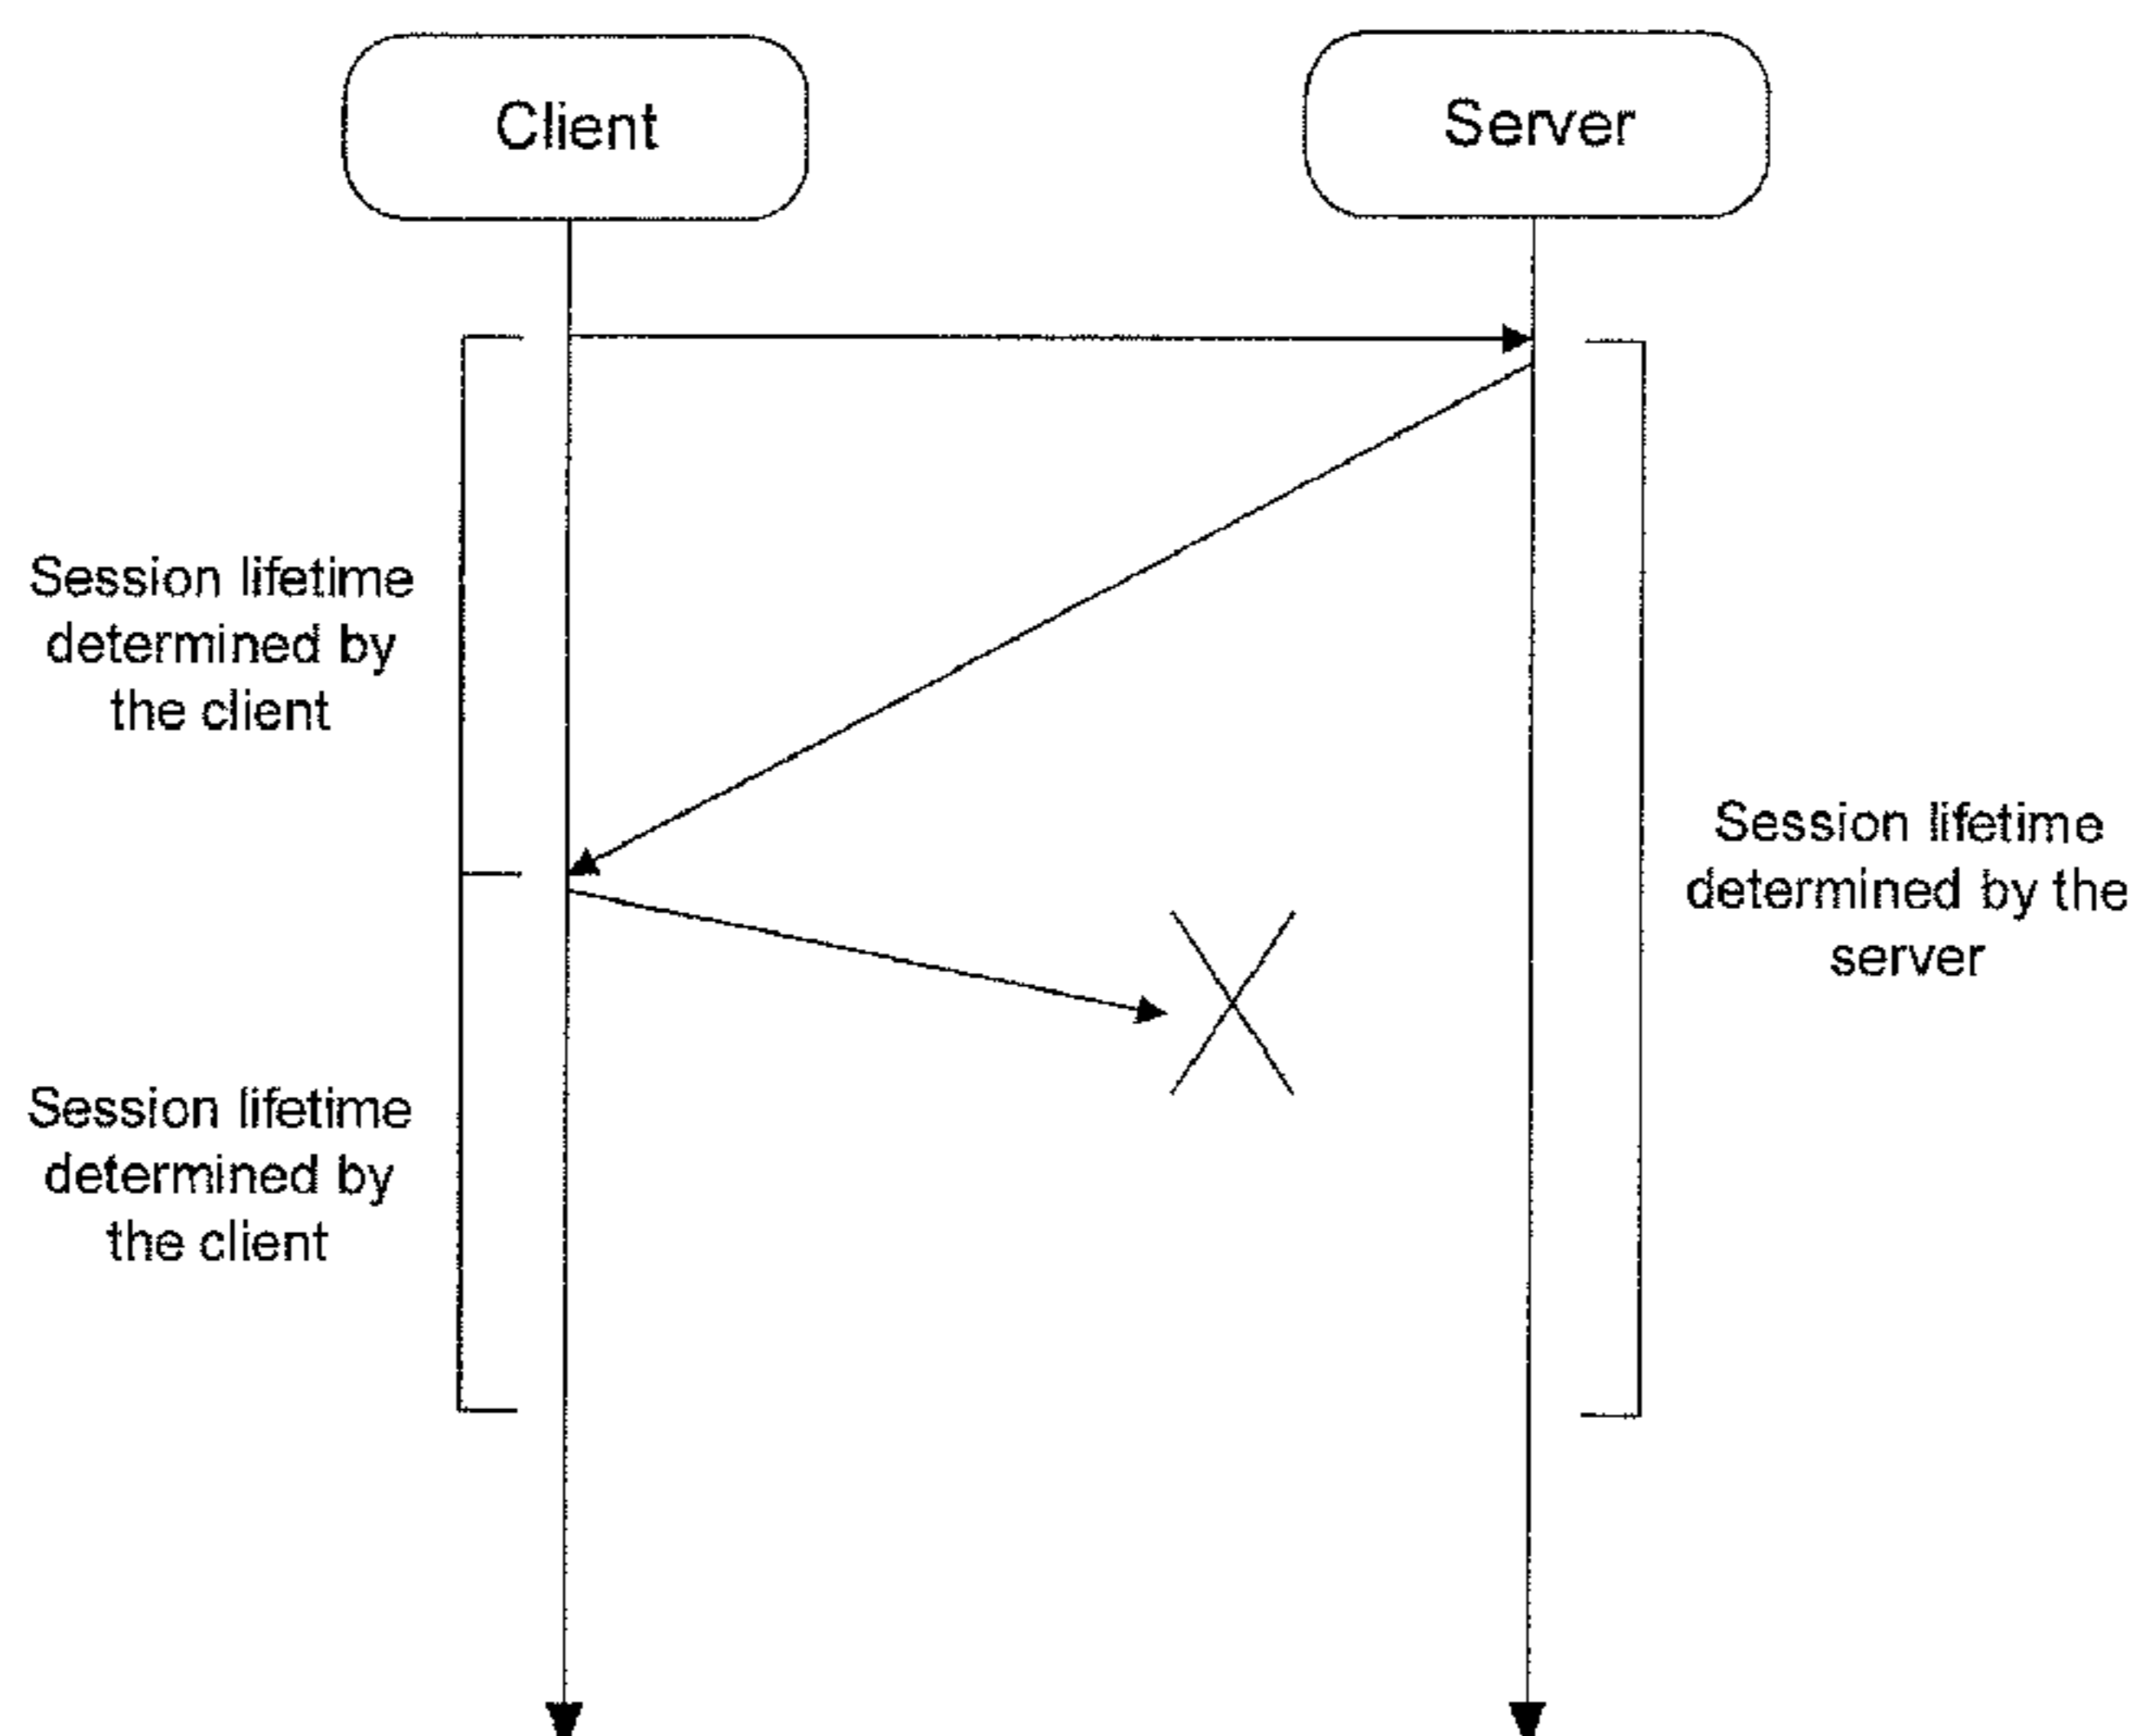 Client
Server
Session lifetime
determined by
the client
Session lifetime
determined by the
server
Session lifetime
determined by
the client